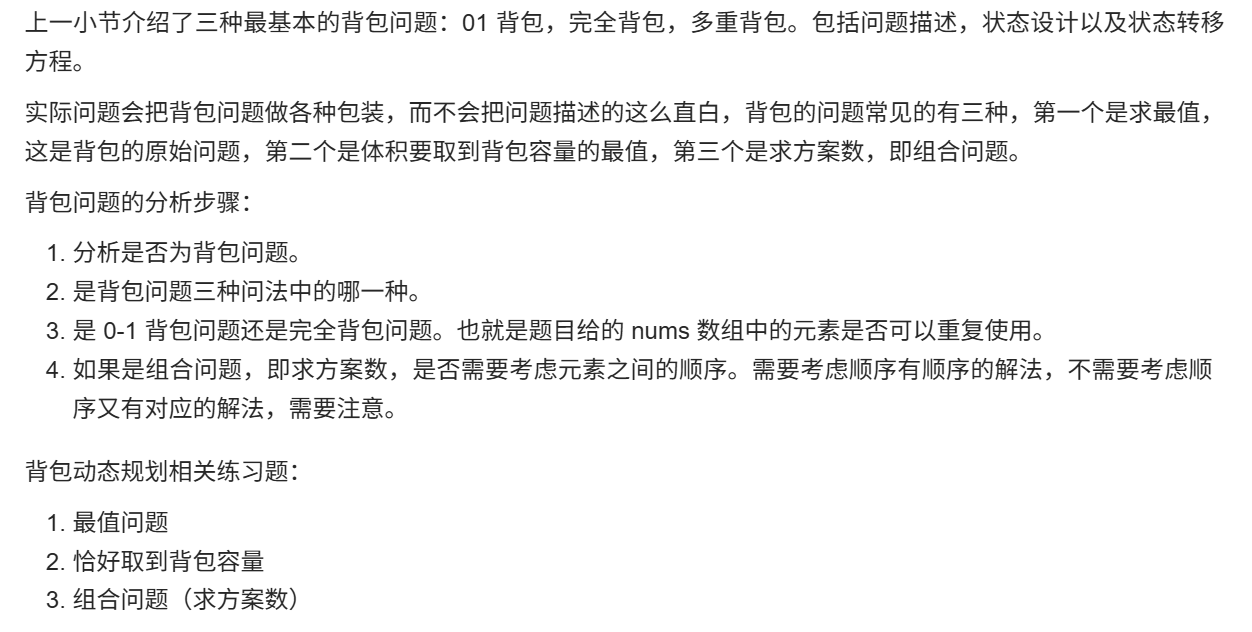 上一小节介绍了三种最基本的背包问题：01 背包，完全背包，多重背包。包括问题描述，状态设计以及状态转移
方程。
实际问题会把背包问题做各种包装，而不会把问题描述的这么直白，背包的问题常见的有三种，第一个是求最值，
这是背包的原始问题，第二个是体积要取到背包容量的最值，第三个是求方案数，即组合问题。
背包问题的分析步骤：
1. 分析是否为背包问题。
2. 是背包问题三种问法中的哪一种。
3. 是 0-1 背包问题还是完全背包问题。也就是题目给的 nums 数组中的元素是否可以重复使用。
4. 如果是组合问题，即求方案数，是否需要考虑元素之间的顺序。需要考虑顺序有顺序的解法，不需要考虑顺
序又有对应的解法，需要注意。
背包动态规划相关练习题：
1. 最值问题
2. 恰好取到背包容量
3. 组合问题（求方案数）